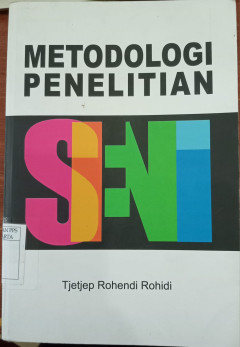 METODOLOGI
PENELITIAN
SENI
Tjetjep Rohendi Rohidi